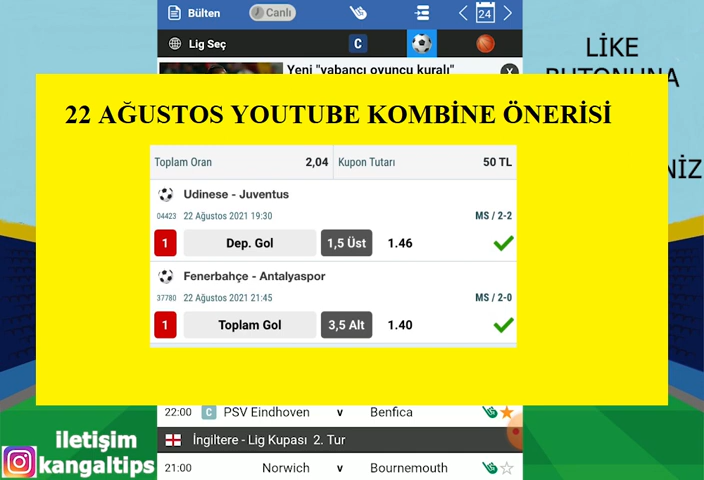 Bülten
Canlı
24
Lig Seç
C
LİKE
Yeni "yabancı oyuncu kuralı"
X
22 AĞUSTOS YOUTUBE KOMBİNE ÖNERİSİ
Toplam Oran 2,04 Kupon Tutarı 50 TL
Udinese - Juventus
04423 22 Ağustos 2021 19:30 MS / 2-2
1 Dep. Gol 1,5 Üst 1.46
Fenerbahçe - Antalyaspor
37780 22 Ağustos 2021 21:45 MS / 2-0
1 Toplam Gol 3,5 Alt 1.40
22:00 C PSV Eindhoven v Benfica
İngiltere - Lig Kupası 2. Tur
21:00 Norwich v Bournemouth
iletişim
kangaltips